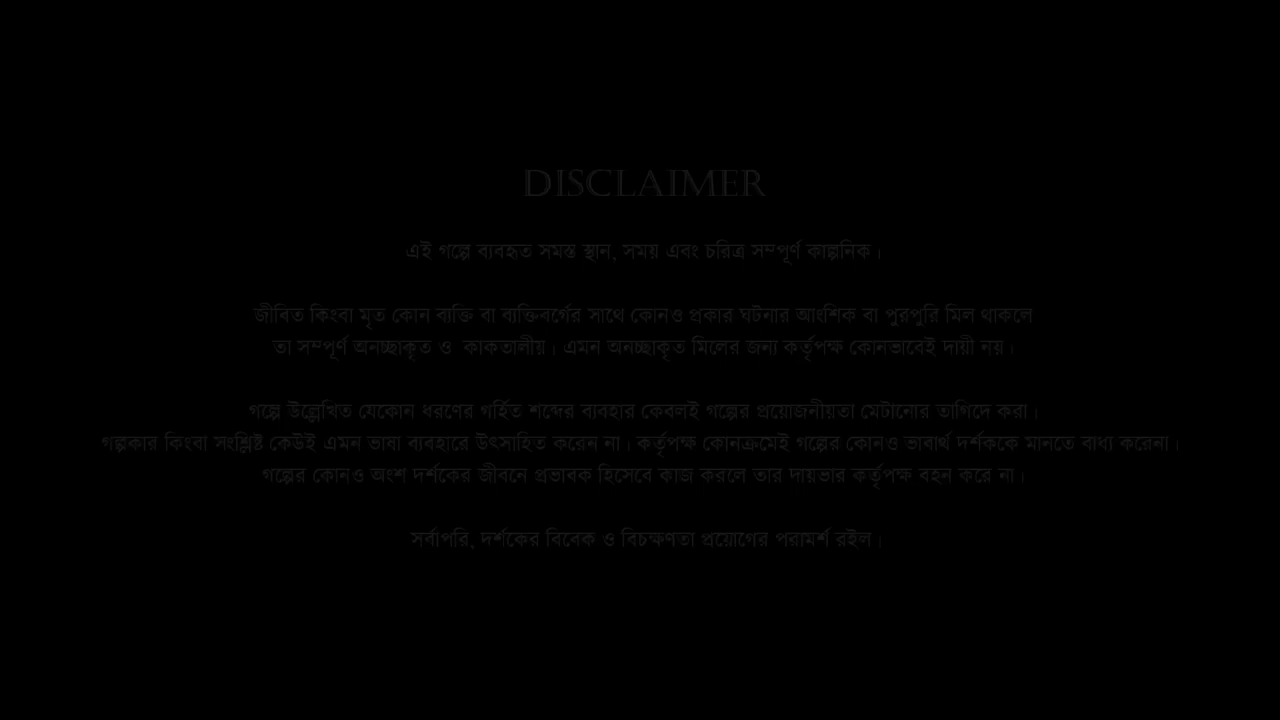 DISCLAIMER
এই গল্পে ব্যবহৃত সমস্ত স্থান, সময় এবং চরিত্র সম্পূর্ণ কাল্পনিক।
জীবিত কিংবা মৃত কোন ব্যক্তি বা ব্যক্তিবর্গের সাথে কোনও প্রকার ঘটনার আংশিক বা পুরপুরি মিল থাকলে
তা সম্পূর্ণ অনচ্ছাকৃত ও কাকতালীয়। এমন অনচ্ছাকৃত মিলের জন্য কর্তৃপক্ষ কোনভাবেই দায়ী নয়।
গল্পে উল্লেখিত যেকোন ধরণের গর্হিত শব্দের ব্যবহার কেবলই গল্পের প্রয়োজনীয়তা মেটানোর তাগিদে করা।
গল্পকার কিংবা সংশ্লিষ্ট কেউই এমন ভাষা ব্যবহারে উৎসাহিত করেন না। কর্তৃপক্ষ কোনক্রমেই গল্পের কোনও ভাবার্থ দর্শককে মানতে বাধ্য করেনা।
গল্পের কোনও অংশ দর্শকের জীবনে প্রভাবক হিসেবে কাজ করলে তার দায়ভার কর্তৃপক্ষ বহন করে না।
সর্বাপরি, দর্শকের বিবেক ও বিচক্ষণতা প্রয়োগের পরামর্শ রইল।